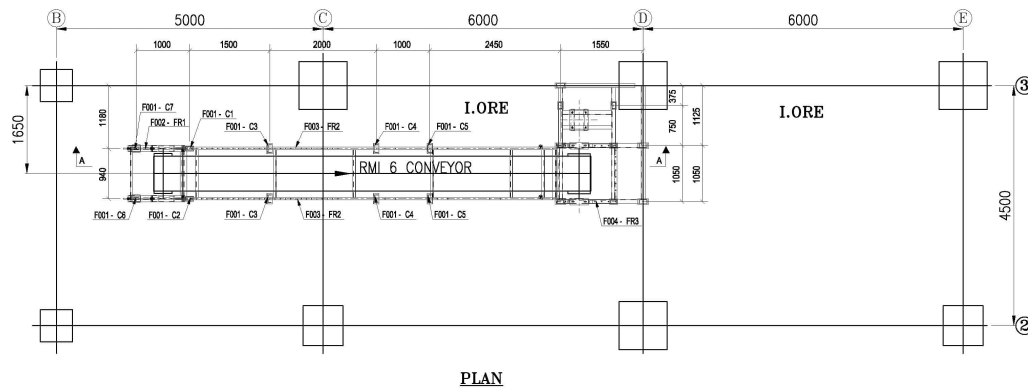 B
C
D
E
5000
6000
6000
1000
1500
2000
1000
2450
1550
3
I.ORE
I.ORE
375
750
1125
1180
1650
F001 - C7
F002 - FR1
F001 - C1
F001 - C3
F003 - FR2
F001 - C4
F001 - C5
A
A
RMI 6 CONVEYOR
940
1050
1050
4500
F001 - C6
F001 - C2
F001 - C3
F003 - FR2
F001 - C4
F001 - C5
F004 - FR3
2
PLAN